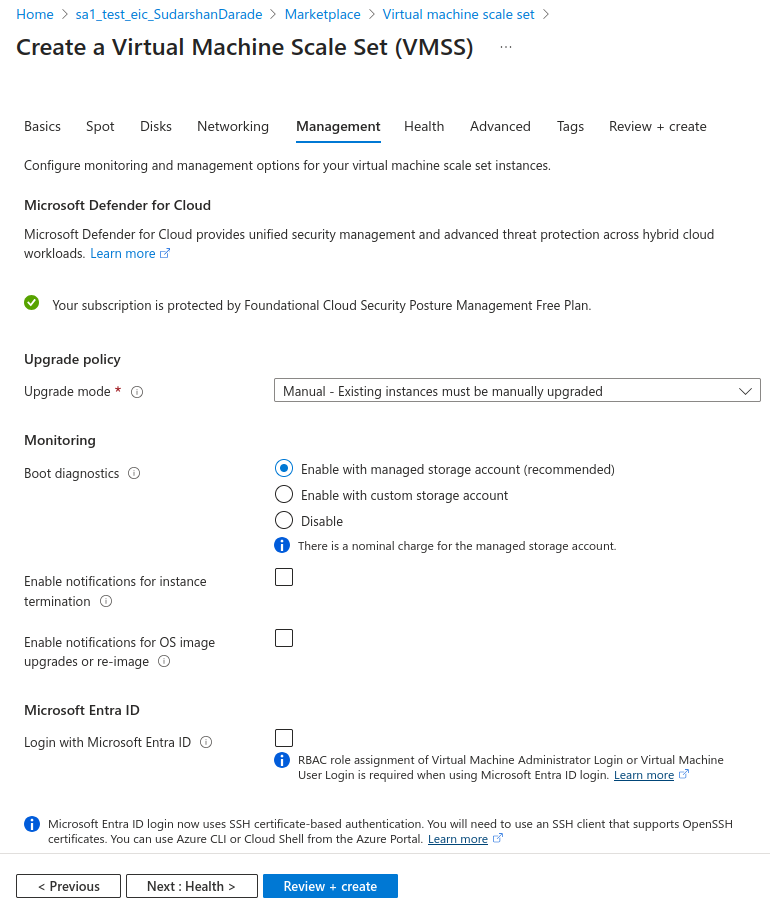 Home > sa1_test_eic_SudarshanDarade > Marketplace > Virtual machine scale set >
Create a Virtual Machine Scale Set (VMSS) ...
Basics Spot Disks Networking Management Health Advanced Tags Review + create
Configure monitoring and management options for your virtual machine scale set instances.
Microsoft Defender for Cloud
Microsoft Defender for Cloud provides unified security management and advanced threat protection across hybrid cloud
workloads. Learn more
Your subscription is protected by Foundational Cloud Security Posture Management Free Plan.
Upgrade policy
Upgrade mode *
Manual - Existing instances must be manually upgraded
Monitoring
Boot diagnostics
Enable with managed storage account (recommended)
Enable with custom storage account
Disable
There is a nominal charge for the managed storage account.
Enable notifications for instance
termination
Enable notifications for OS image
upgrades or re-image
Microsoft Entra ID
Login with Microsoft Entra ID
RBAC role assignment of Virtual Machine Administrator Login or Virtual Machine
User Login is required when using Microsoft Entra ID login. Learn more
Microsoft Entra ID login now uses SSH certificate-based authentication. You will need to use an SSH client that supports OpenSSH
certificates. You can use Azure CLI or Cloud Shell from the Azure Portal. Learn more
< Previous
Next : Health >
Review + create